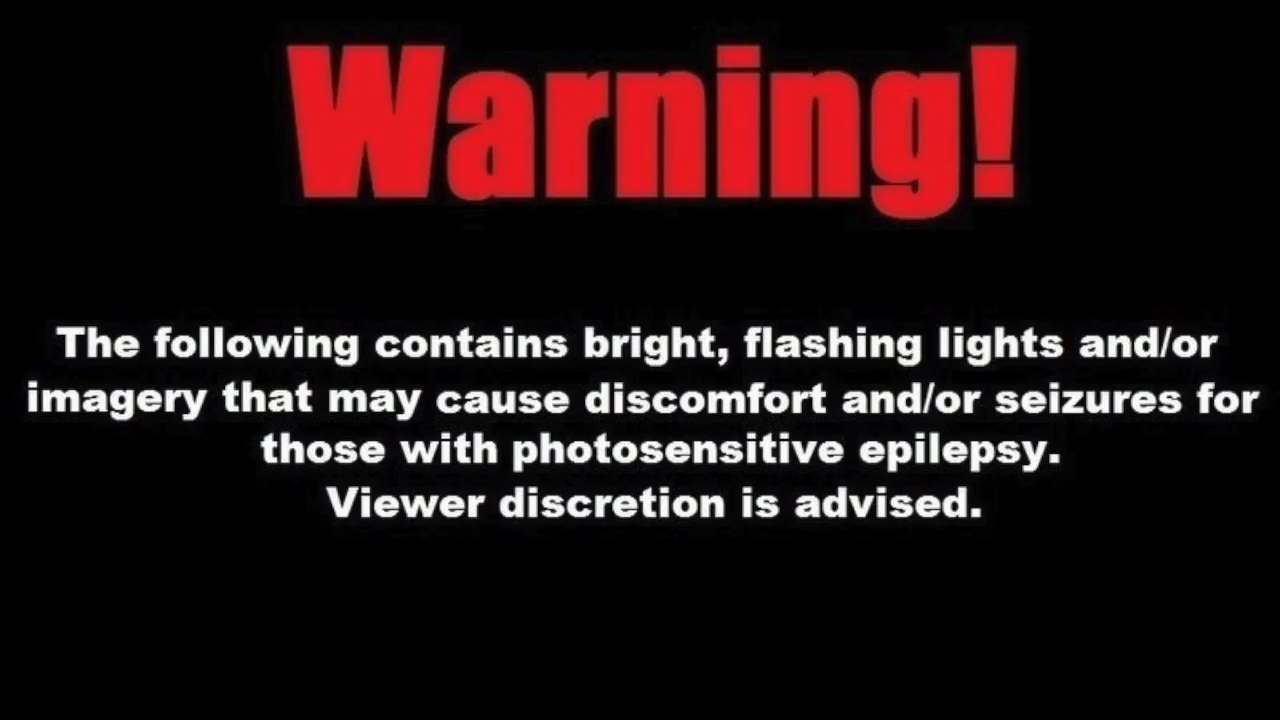 Warning!
The following contains bright, flashing lights and/or
imagery that may cause discomfort and/or seizures for
those with photosensitive epilepsy.
Viewer discretion is advised.